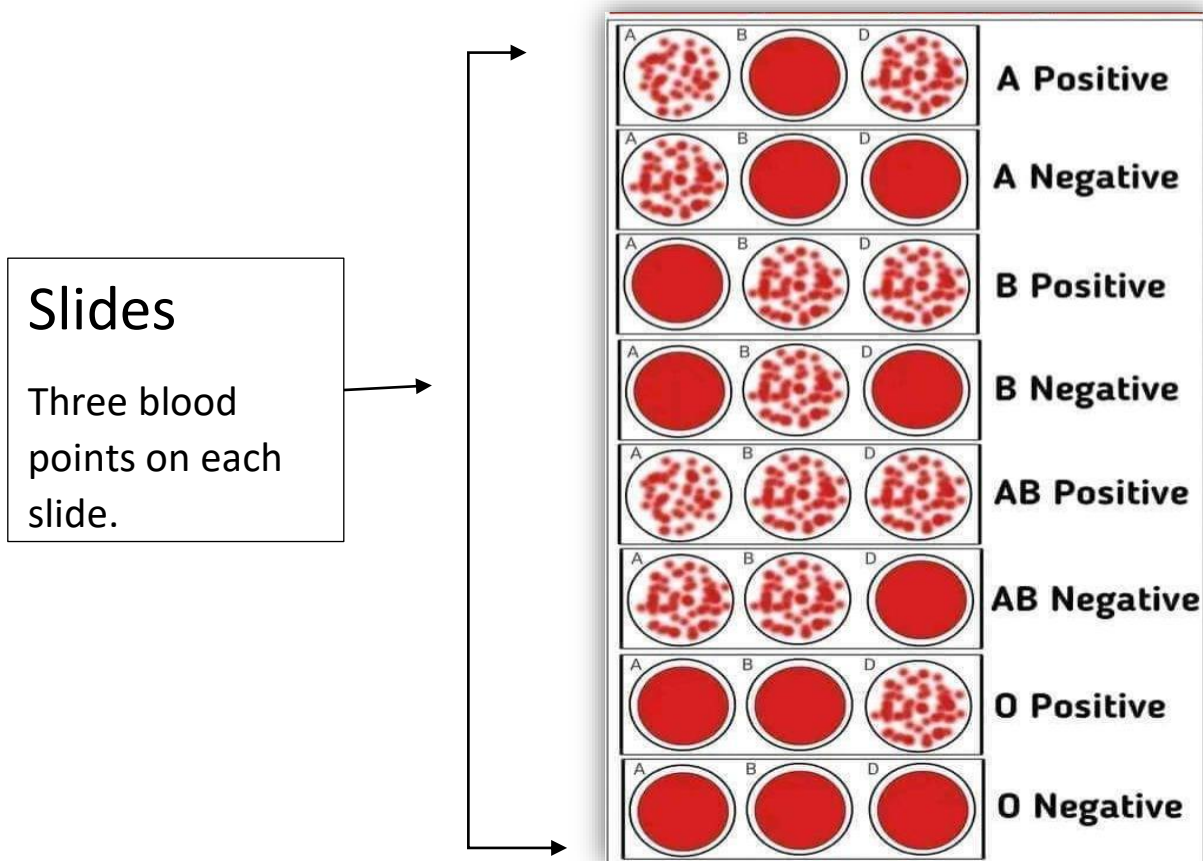 Slides
Three blood
points on each
slide.
A B D
A Positive
A B D
A Negative
A B D
B Positive
A B D
B Negative
A B D
AB Positive
A B D
AB Negative
A B D
O Positive
A B D
O Negative